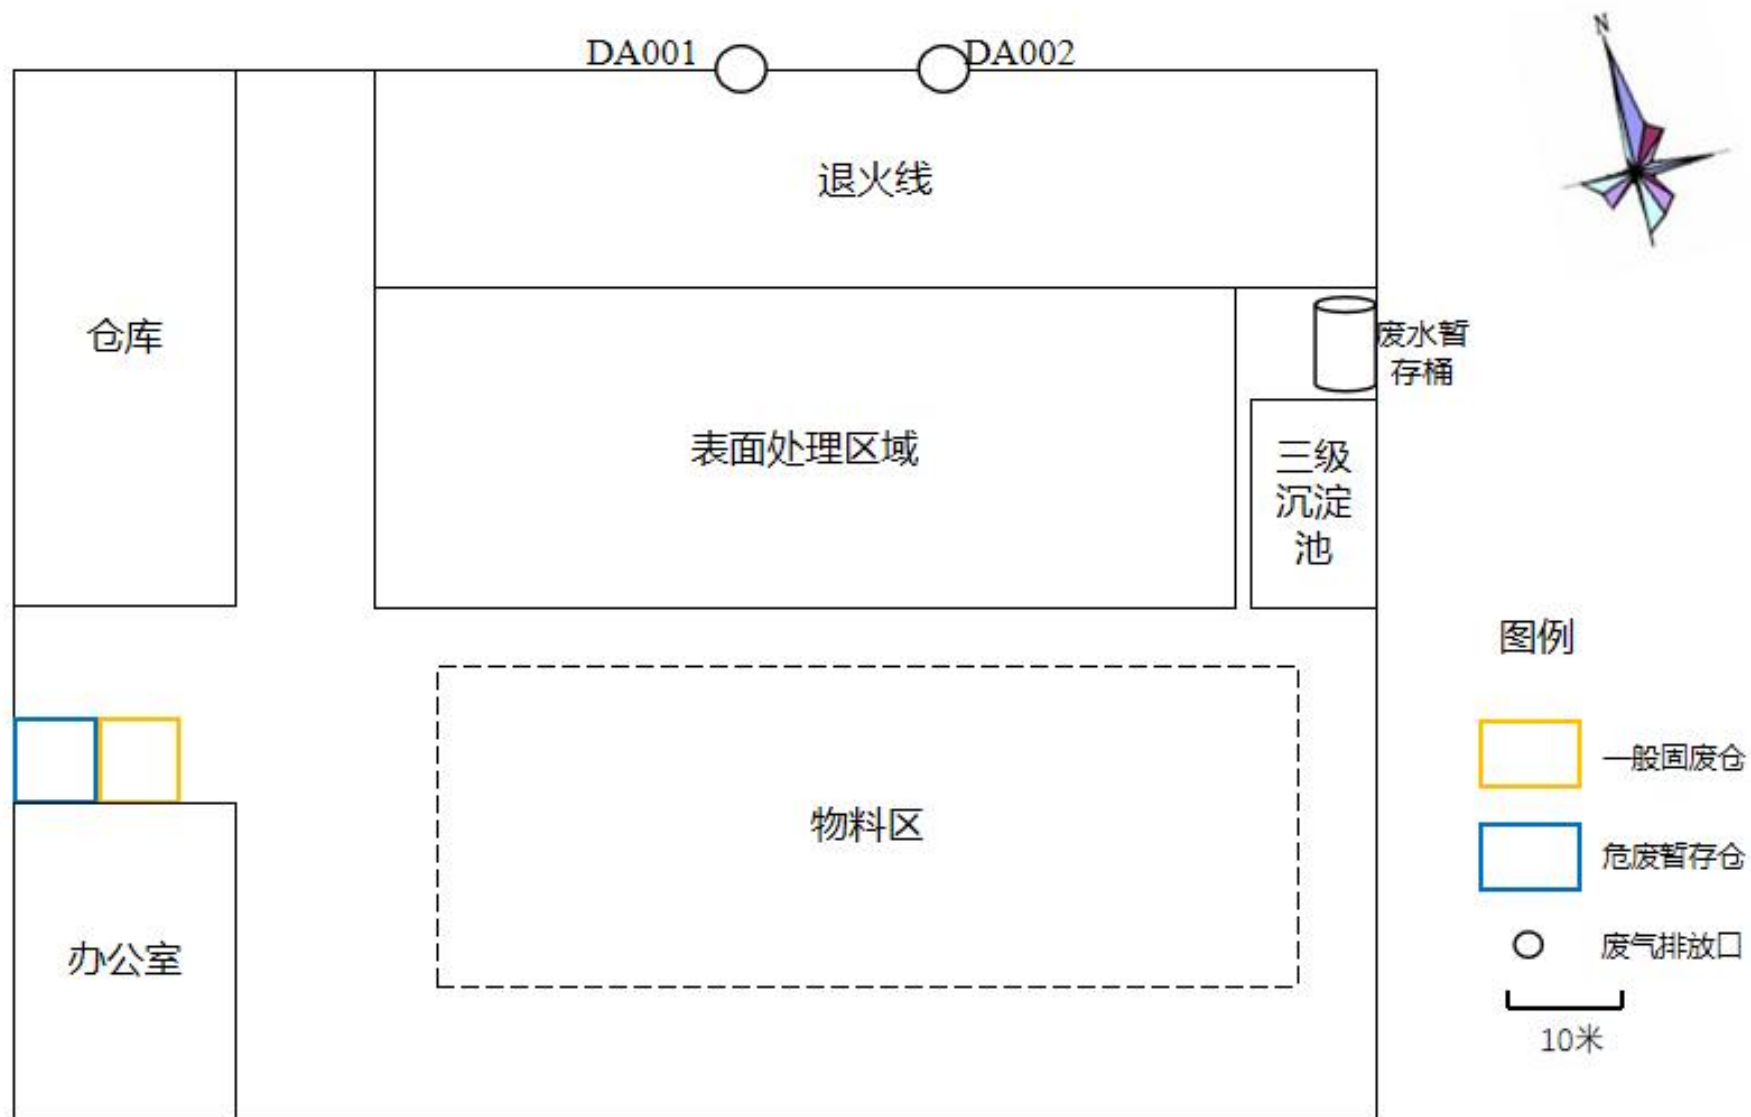 N
DA001
DA002
退火线
仓库
废水暂
存桶
表面处理区域
三级
沉淀
池
图例
一般固废仓
物料区
危废暂存仓
办公室
废气排放口
10米